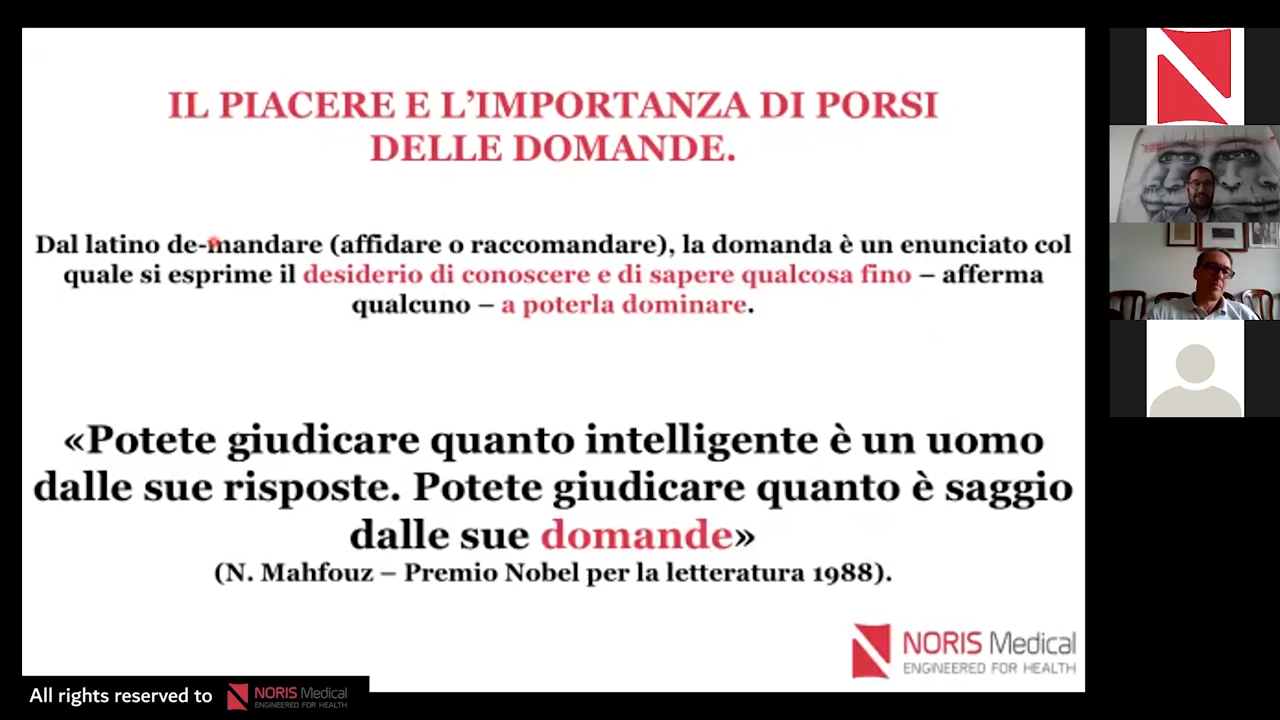 IL PIACERE E L’IMPORTANZA DI PORSI
DELLE DOMANDE.
Dal latino de-mandare (affidare o raccomandare), la domanda è un enunciato col
quale si esprime il desiderio di conoscere e di sapere qualcosa fino – afferma
qualcuno – a poterla dominare.
«Potete giudicare quanto intelligente è un uomo
dalle sue risposte. Potete giudicare quanto è saggio
dalle sue domande»
(N. Mahfouz – Premio Nobel per la letteratura 1988).
NORIS Medical
ENGINEERED FOR HEALTH
All rights reserved to
NORIS Medical
ENGINEERED FOR HEALTH